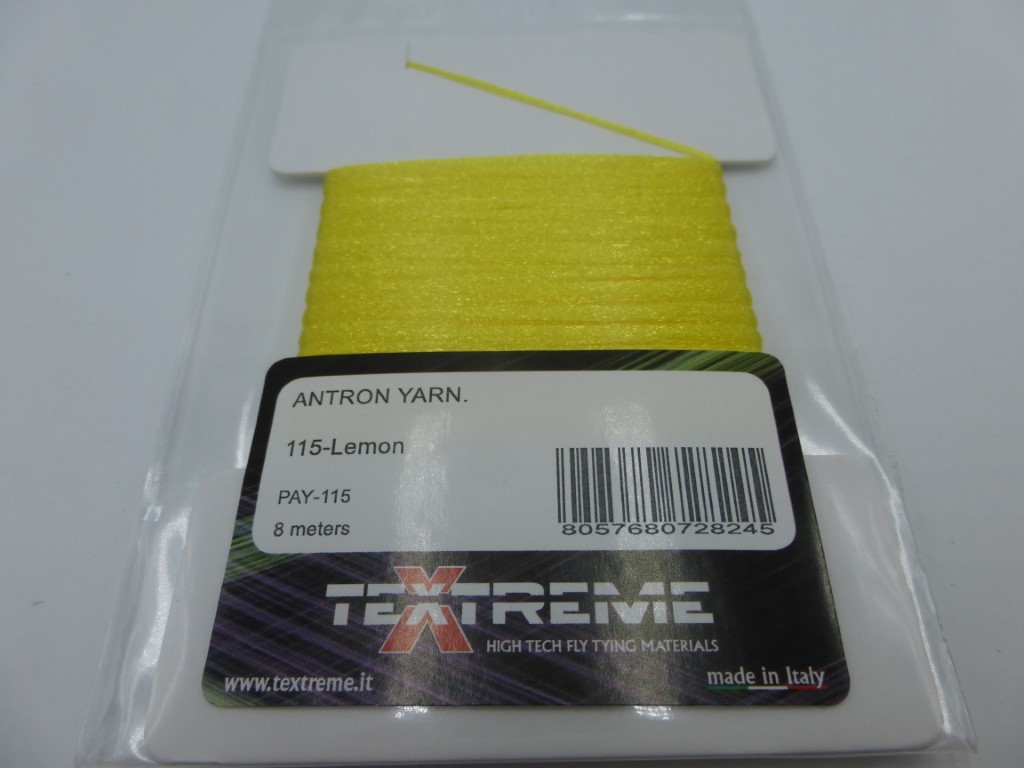 ANTRON YARN.
115-Lemon
PAY-115
8 meters
8057680728245
TEXTREME
HIGH TECH FLY TYING MATERIALS
www.textreme.it
made in Italy